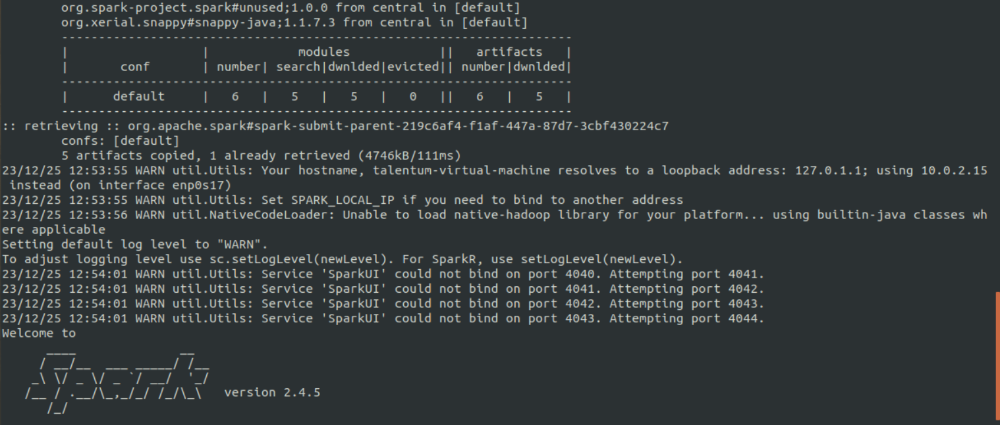 org.spark-project.spark#unused;1.0.0 from central in [default]
        org.xerial.snappy#snappy-java;1.1.7.3 from central in [default]
        ---------------------------------------------------------------------
        |                  |            modules            ||   artifacts   |
        |       conf       | number| search|dwnlded|evicted|| number|dwnlded|
        ---------------------------------------------------------------------
        |      default     |   6   |   5   |   5   |   0   ||   6   |   5   |
        ---------------------------------------------------------------------
:: retrieving :: org.apache.spark#spark-submit-parent-219c6af4-f1af-447a-87d7-3cbf430224c7
        confs: [default]
        5 artifacts copied, 1 already retrieved (4746kB/111ms)
23/12/25 12:53:55 WARN util.Utils: Your hostname, talentum-virtual-machine resolves to a loopback address: 127.0.1.1; using 10.0.2.15
 instead (on interface enp0s17)
23/12/25 12:53:55 WARN util.Utils: Set SPARK_LOCAL_IP if you need to bind to another address
23/12/25 12:53:56 WARN util.NativeCodeLoader: Unable to load native-hadoop library for your platform... using builtin-java classes wh
ere applicable
Setting default log level to "WARN".
To adjust logging level use sc.setLogLevel(newLevel). For SparkR, use setLogLevel(newLevel).
23/12/25 12:54:01 WARN util.Utils: Service 'SparkUI' could not bind on port 4040. Attempting port 4041.
23/12/25 12:54:01 WARN util.Utils: Service 'SparkUI' could not bind on port 4041. Attempting port 4042.
23/12/25 12:54:01 WARN util.Utils: Service 'SparkUI' could not bind on port 4042. Attempting port 4043.
23/12/25 12:54:01 WARN util.Utils: Service 'SparkUI' could not bind on port 4043. Attempting port 4044.
Welcome to
      ____              __
     / __/__  ___ _____/ /__
    _\ \/ _ \/ _ `/ __/  '_/
   /__ / .__/\_,_/_/ /_/\_\   version 2.4.5
      /_/